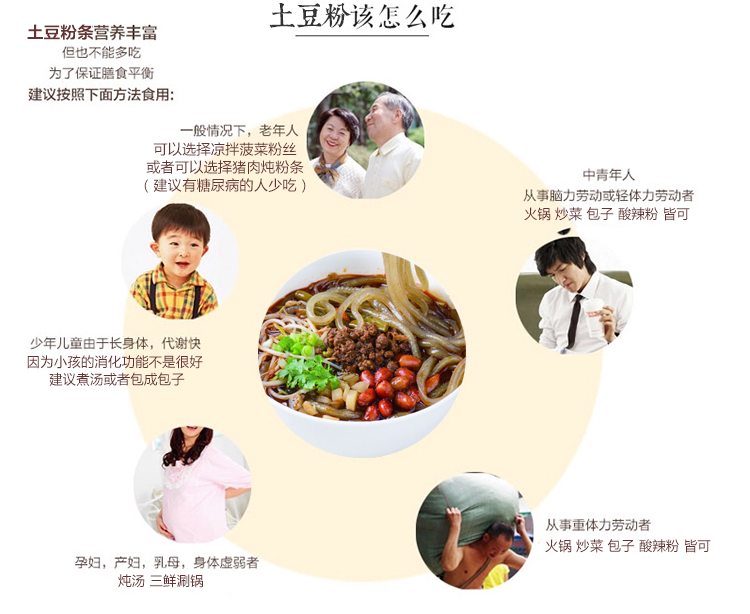 土豆粉该怎么吃
土豆粉条营养丰富
但也不能多吃
为了保证膳食平衡
建议按照下面方法食用:
一般情况下，老年人
可以选择凉拌菠菜粉丝
或者可以选择猪肉炖粉条
（建议有糖尿病的人少吃）
中青年人
从事脑力劳动或轻体力劳动者
火锅 炒菜 包子 酸辣粉 皆可
少年儿童由于长身体，代谢快
因为小孩的消化功能不是很好
建议煮汤或者包成包子
从事重体力劳动者
火锅 炒菜 包子 酸辣粉 皆可
孕妇，产妇，乳母，身体虚弱者
炖汤 三鲜涮锅